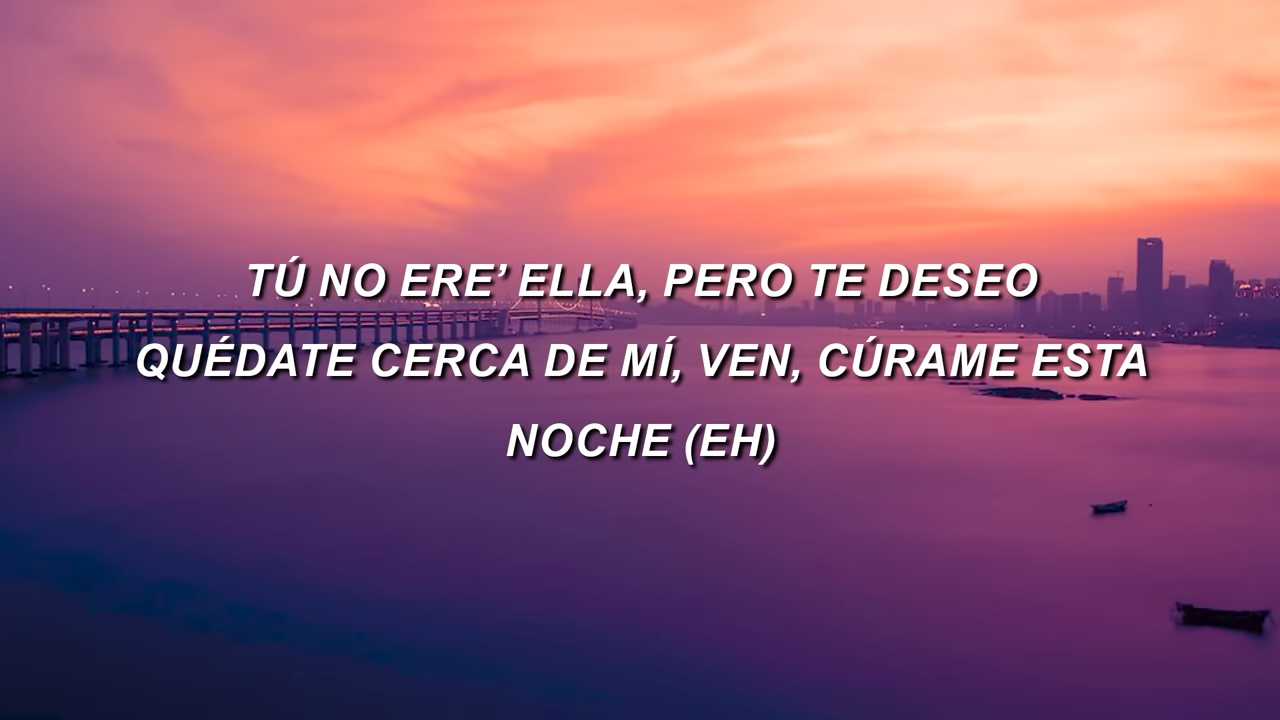 TÚ NO ERE’ ELLA, PERO TE DESEO
QUÉDATE CERCA DE MÍ, VEN, CÚRAME ESTA
NOCHE (EH)